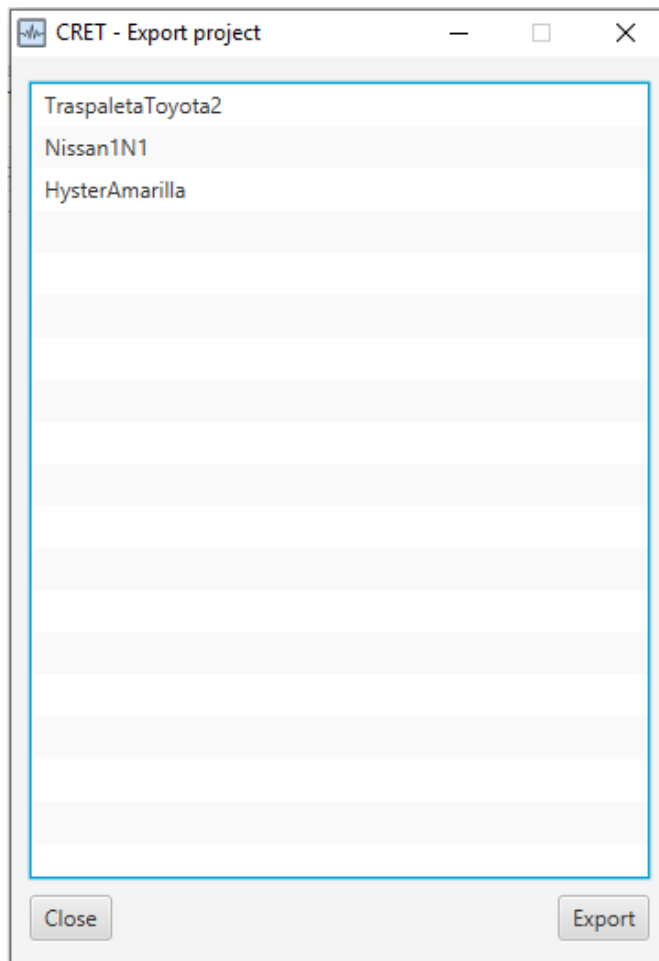 CRET - Export project
TraspaletaToyota2
Nissan1N1
HysterAmarilla
Close
Export